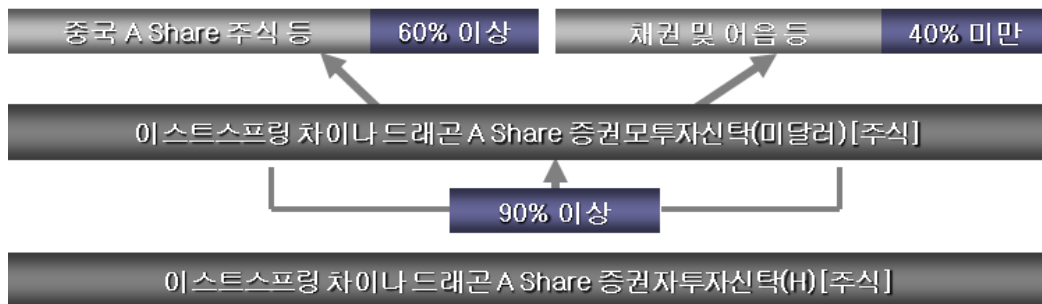 중국 A Share 주식 등 60% 이상 채권 및 어음 등 40% 미만
이스트스프링 차이나 드래곤 A Share 증권모투자신탁(미달러)[주식]
90% 이상
이스트스프링 차이나 드래곤 A Share 증권자투자신탁(H)[주식]